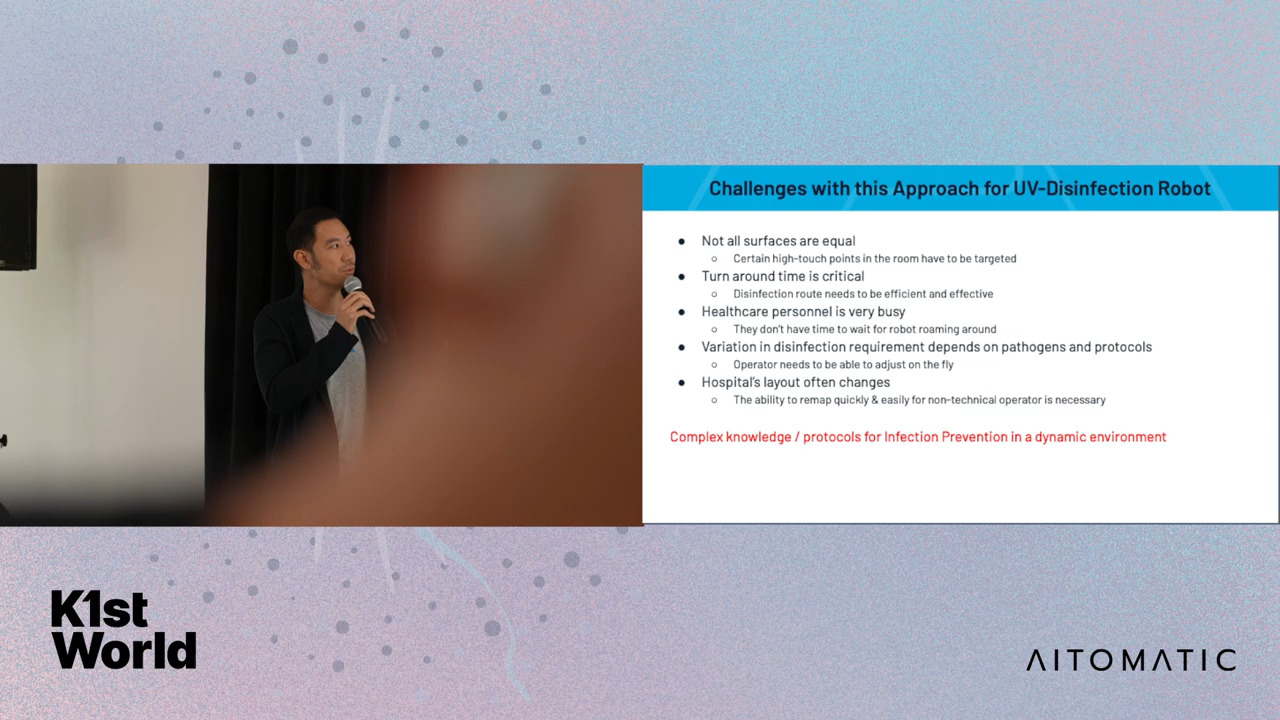 Challenges with this Approach for UV-Disinfection Robot
● Not all surfaces are equal
○ Certain high-touch points in the room have to be targeted
● Turn around time is critical
○ Disinfection route needs to be efficient and effective
● Healthcare personnel is very busy
○ They don't have time to wait for robot roaming around
● Variation in disinfection requirement depends on pathogens and protocols
○ Operator needs to be able to adjust on the fly
● Hospital's layout often changes
○ The ability to remap quickly & easily for non-technical operator is necessary
Complex knowledge / protocols for Infection Prevention in a dynamic environment
K1st
World
AITOMATIC